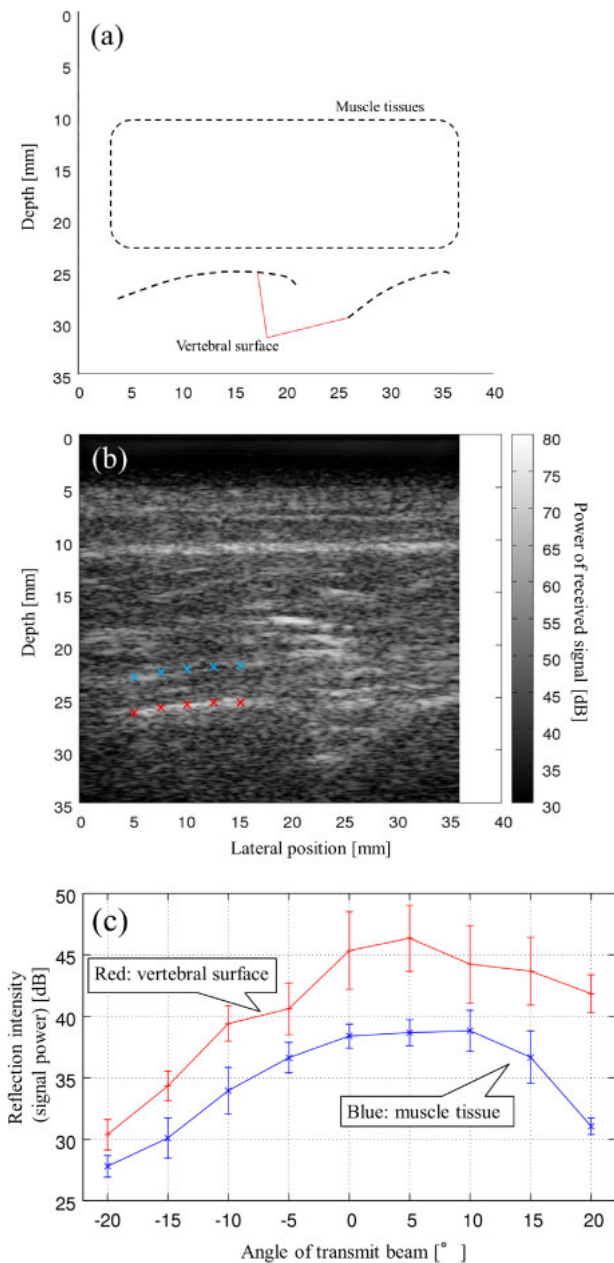 (a)
0
5
10
15
20
25
30
35
Depth [mm]
Muscle tissues
Vertebral surface
0 5 10 15 20 25 30 35 40
(b)
0
5
10
15
20
25
30
35
Depth [mm]
0 5 10 15 20 25 30 35 40
Lateral position [mm]
80
75
70
65
60
55
50
45
40
35
30
Power of received signal [dB]
(c)
50
45
40
35
30
25
Reflection intensity
(signal power) [dB]
Red: vertebral surface
Blue: muscle tissue
-20 -15 -10 -5 0 5 10 15 20
Angle of transmit beam [°]